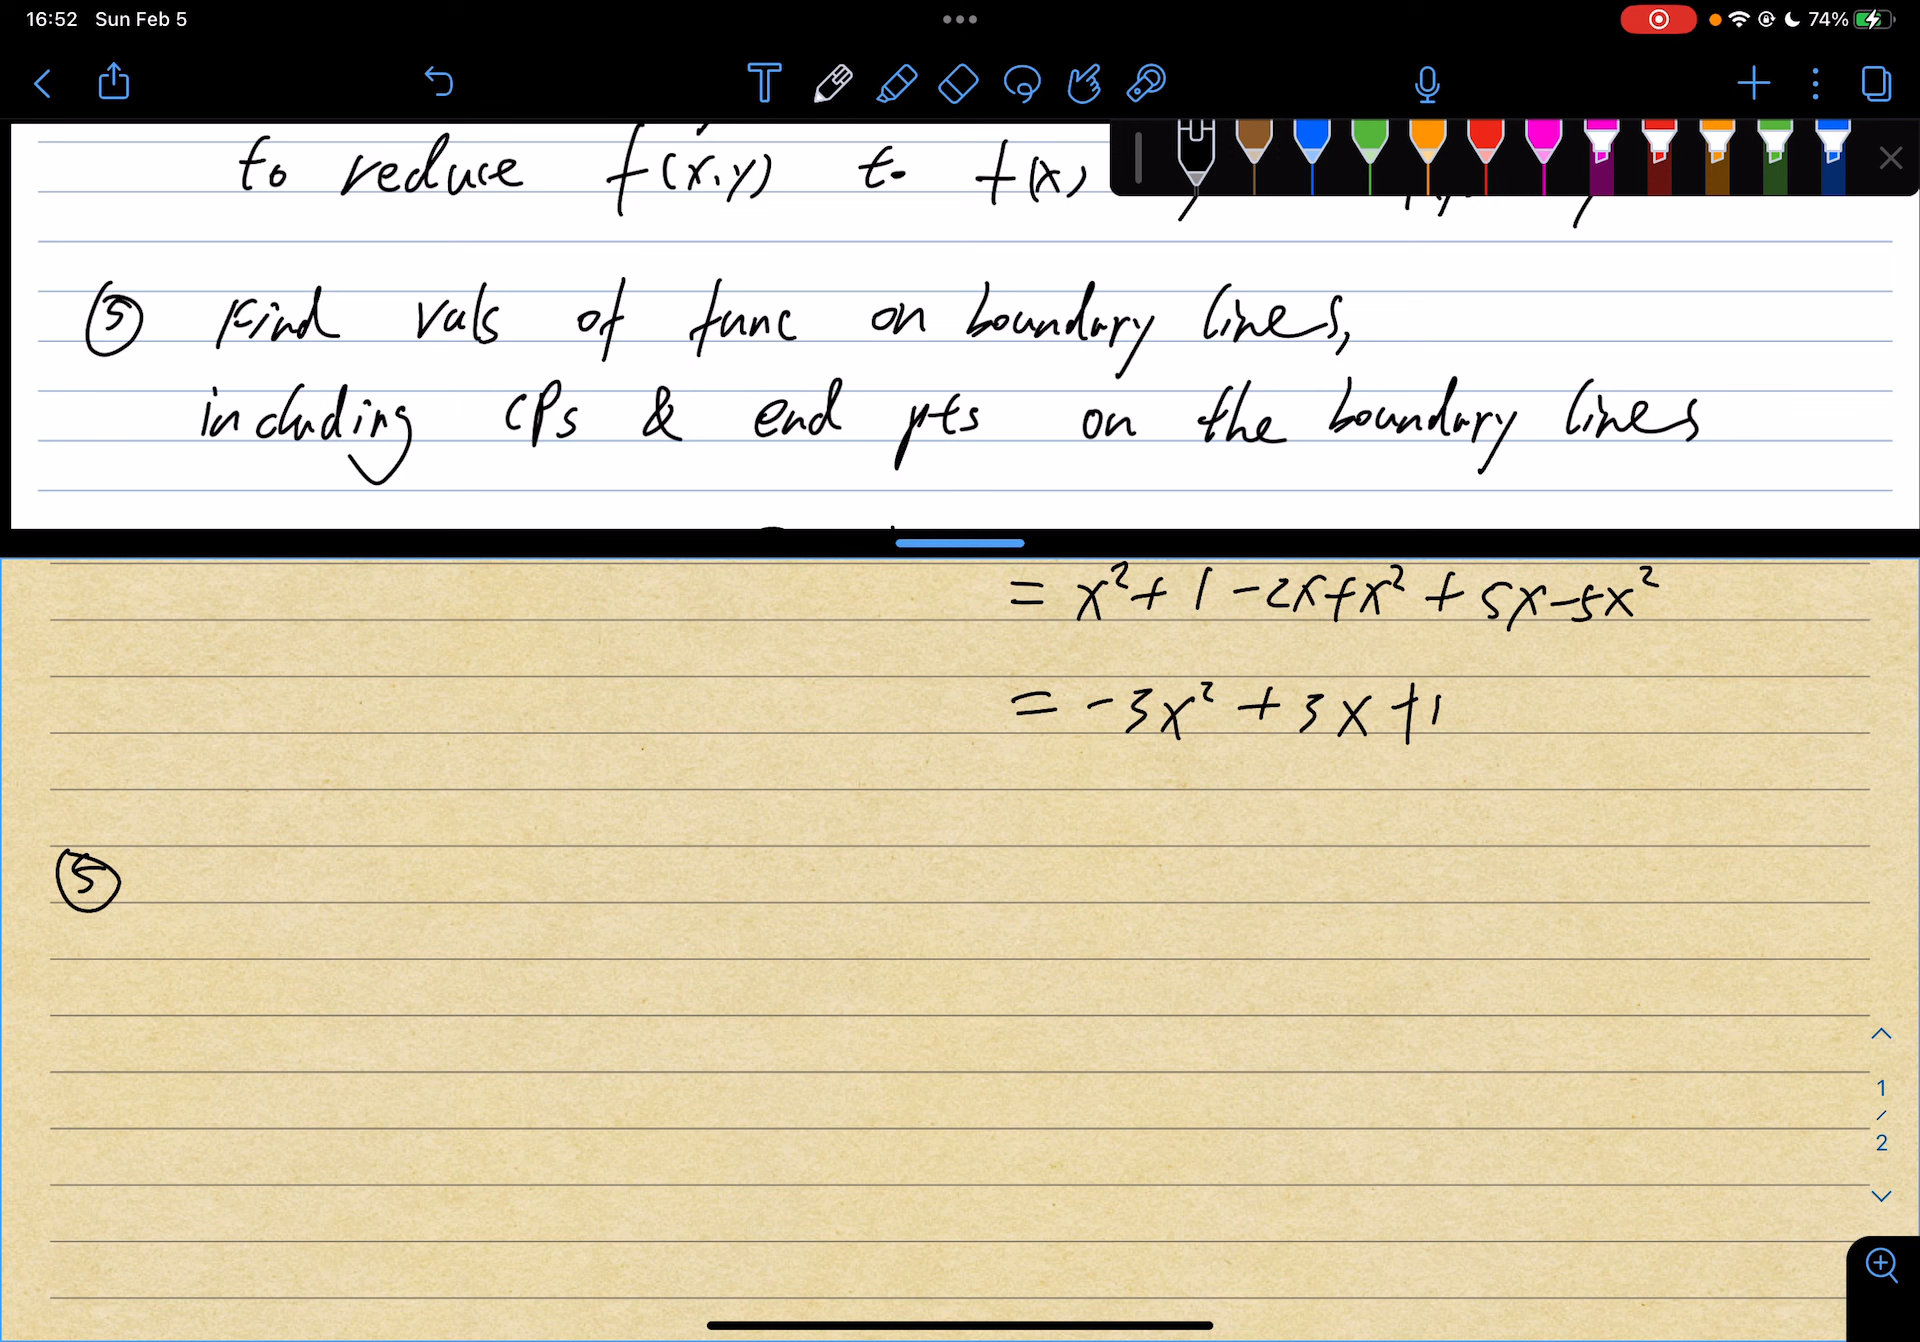 16:52 Sun Feb 5
74%
to reduce f(x,y) to f(x)
⑤ Find vals of func on boundary lines,
including CPs & end pts on the boundary lines
= x² + 1 - 2x + x² + 5x - 5x²
= -3x² + 3x + 1
⑤
1
/
2